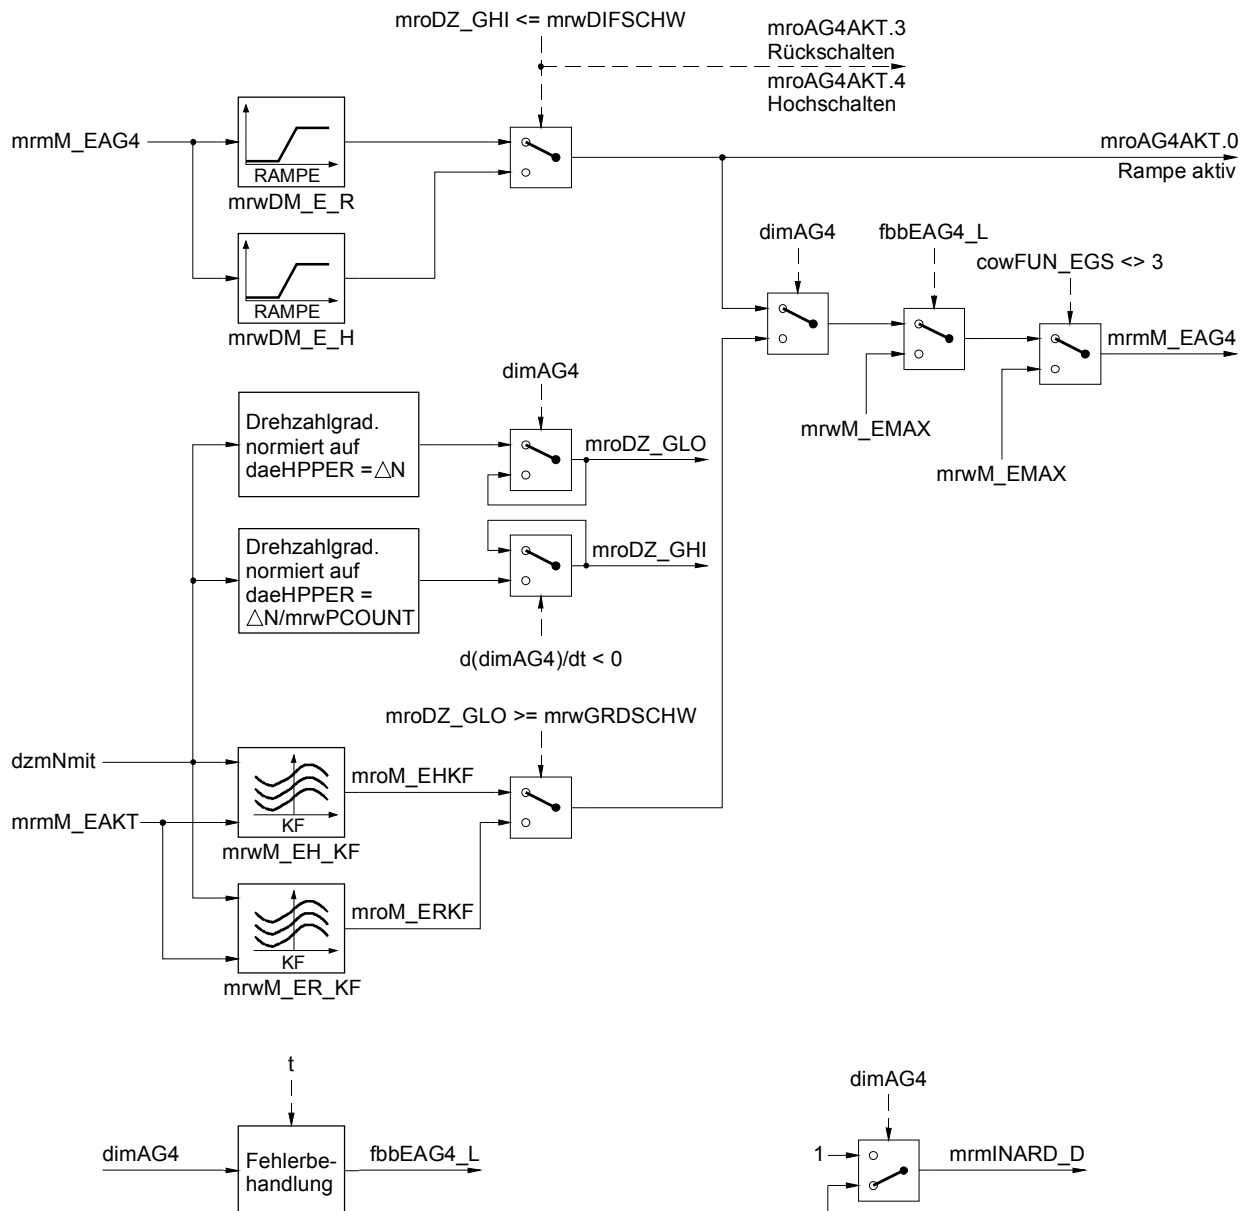 mroDZ_GHI <= mrwDIFSCHW
mroAG4AKT.3
Rückschalten
mroAG4AKT.4
Hochschalten
mrmM_EAG4
RAMPE
mrwDM_E_R
mroAG4AKT.0
Rampe aktiv
RAMPE
mrwDM_E_H
dimAG4
fbbEAG4_L
cowFUN_EGS <> 3
mrmM_EAG4
mrwM_EMAX
mrwM_EMAX
dimAG4
Drehzahlgrad.
normiert auf
daeHPPER =△N
mroDZ_GLO
Drehzahlgrad.
normiert auf
daeHPPER =
△N/mrwPCOUNT
mroDZ_GHI
d(dimAG4)/dt < 0
mroDZ_GLO >= mrwGRDSCHW
dzmNmit
mrmM_EAKT
KF
mrwM_EH_KF
mroM_EHKF
KF
mrwM_ER_KF
mroM_ERKF
t
dimAG4
Fehlerbe-
handlung
fbbEAG4_L
dimAG4
1
mrmINARD_D